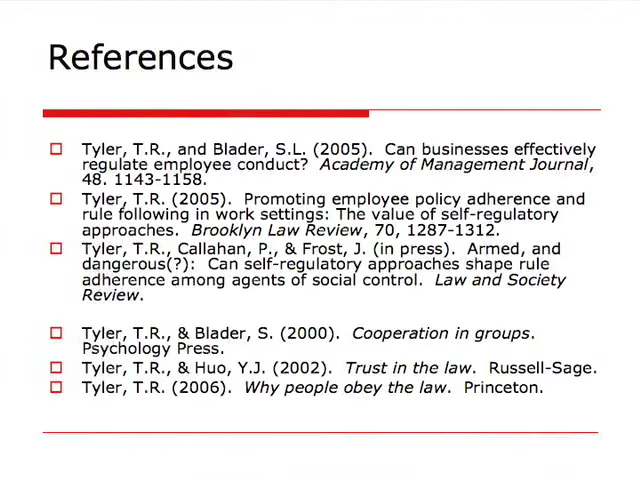 References
Tyler, T.R., and Blader, S.L. (2005). Can businesses effectively
regulate employee conduct? Academy of Management Journal,
48. 1143-1158.
Tyler, T.R. (2005). Promoting employee policy adherence and
rule following in work settings: The value of self-regulatory
approaches. Brooklyn Law Review, 70, 1287-1312.
Tyler, T.R., Callahan, P., & Frost, J. (in press). Armed, and
dangerous(?): Can self-regulatory approaches shape rule
adherence among agents of social control. Law and Society
Review.
Tyler, T.R., & Blader, S. (2000). Cooperation in groups.
Psychology Press.
Tyler, T.R., & Huo, Y.J. (2002). Trust in the law. Russell-Sage.
Tyler, T.R. (2006). Why people obey the law. Princeton.